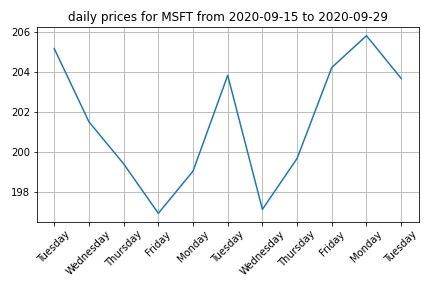 daily prices for MSFT from 2020-09-15 to 2020-09-29
206
204
202
200
198
Tuesday
Wednesday
Thursday
Friday
Monday
Tuesday
Wednesday
Thursday
Friday
Monday
Tuesday